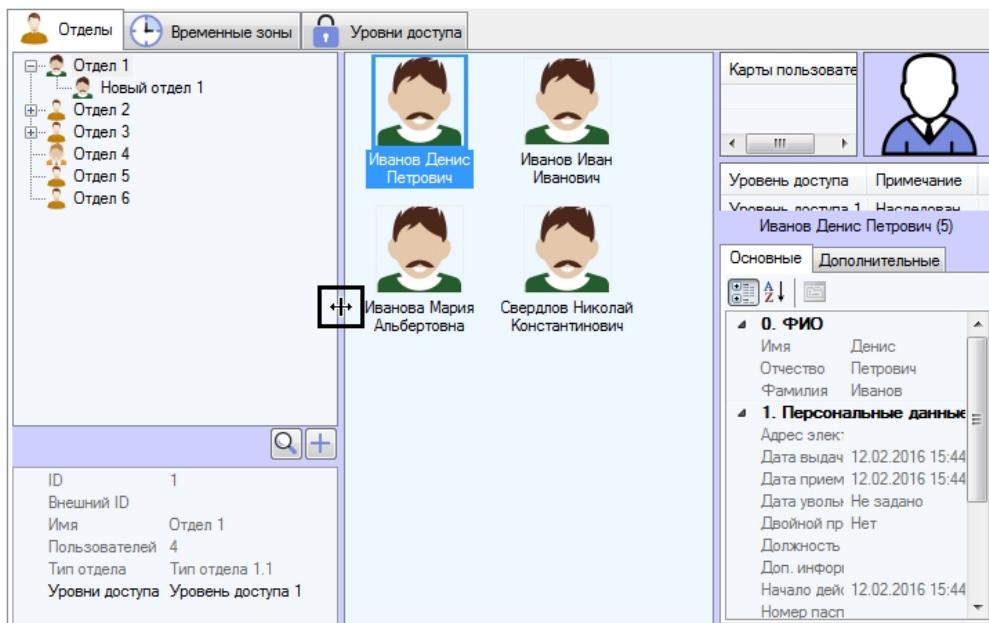 Отделы
Временные зоны
Уровни доступа
Отдел 1
Новый отдел 1
Отдел 2
Отдел 3
Отдел 4
Отдел 5
Отдел 6
ID 1
Внешний ID
Имя Отдел 1
Пользователей 4
Тип отдела Тип отдела 1.1
Уровни доступа Уровень доступа 1
Иванов Денис
Петрович
Иванов Иван
Иванович
Иванова Мария
Альбертовна
Свердлов Николай
Константинович
Карты пользовате
Уровень доступа Примечание
Уровень доступа 1 Наследован
Иванов Денис Петрович (5)
Основные Дополнительные
0. ФИО
Имя Денис
Отчество Петрович
Фамилия Иванов
1. Персональные данные
Адрес элект
Дата выдач 12.02.2016 15:44
Дата прием 12.02.2016 15:44
Дата уволь Не задано
Двойной пр Нет
Должность
Доп. инфор
Начало дейс 12.02.2016 15:44
Номер пасп